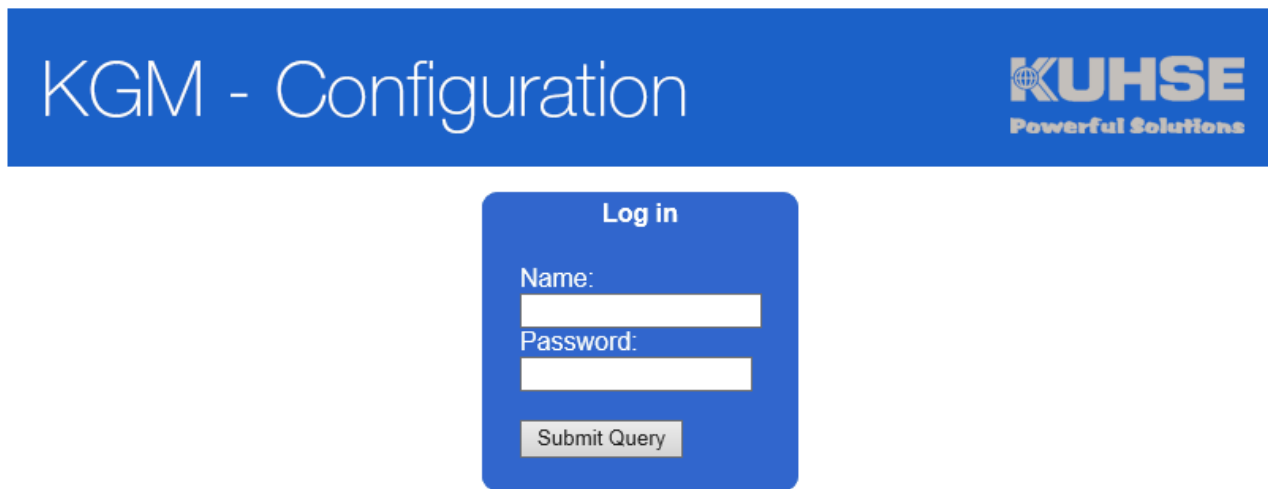 KGM - Configuration
KUHSE
Powerful Solutions
Log in
Name:
Password:
Submit Query